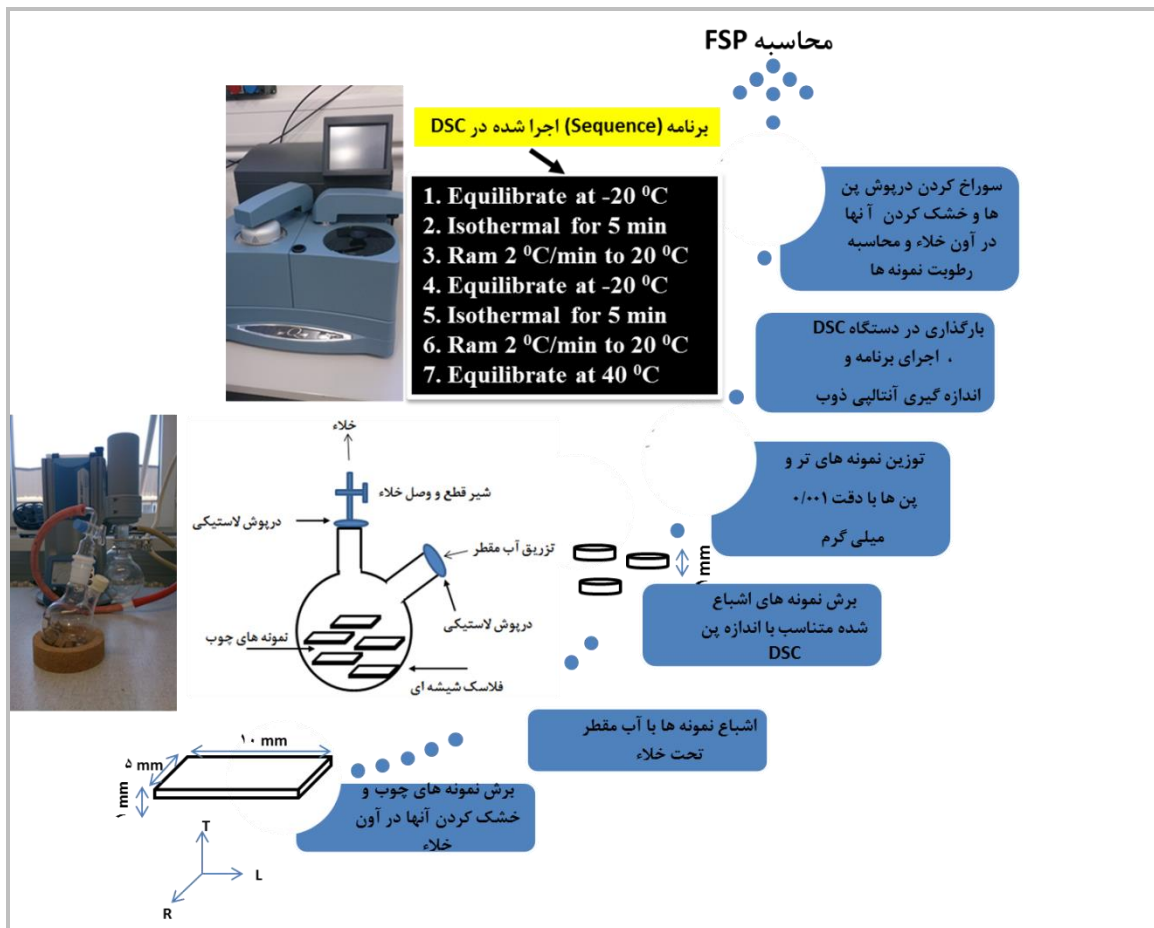 محاسبه FSP
برنامه (Sequence) اجرا شده در DSC
1. Equilibrate at -20 ⁰C
2. Isothermal for 5 min
3. Ram 2 ⁰C/min to 20 ⁰C
4. Equilibrate at -20 ⁰C
5. Isothermal for 5 min
6. Ram 2 ⁰C/min to 20 ⁰C
7. Equilibrate at 40 ⁰C
سوراخ کردن درپوش پن
ها و خشک کردن آ نها
در آون خلاء و محاسبه
رطوبت نمونه ها
بارگذاری در دستگاه DSC
، اجرای برنامه و
اندازه گیری آنتالپی ذوب
توزین نمونه های تر و
پن ها با دقت ۰/۰۰۱
میلی گرم
۱ mm
برش نمونه های اشباع
شده متناسب با اندازه پن
DSC
خلاء
شیر قطع و وصل خلاء
درپوش لاستیکی
تزریق آب مقطر
درپوش لاستیکی
نمونه های چوب
فلاسک شیشه ای
اشباع نمونه ها با آب مقطر
تحت خلاء
۱۰ mm
۵ mm
۱ mm
برش نمونه های چوب و
خشک کردن آنها در آون
خلاء
T
L
R